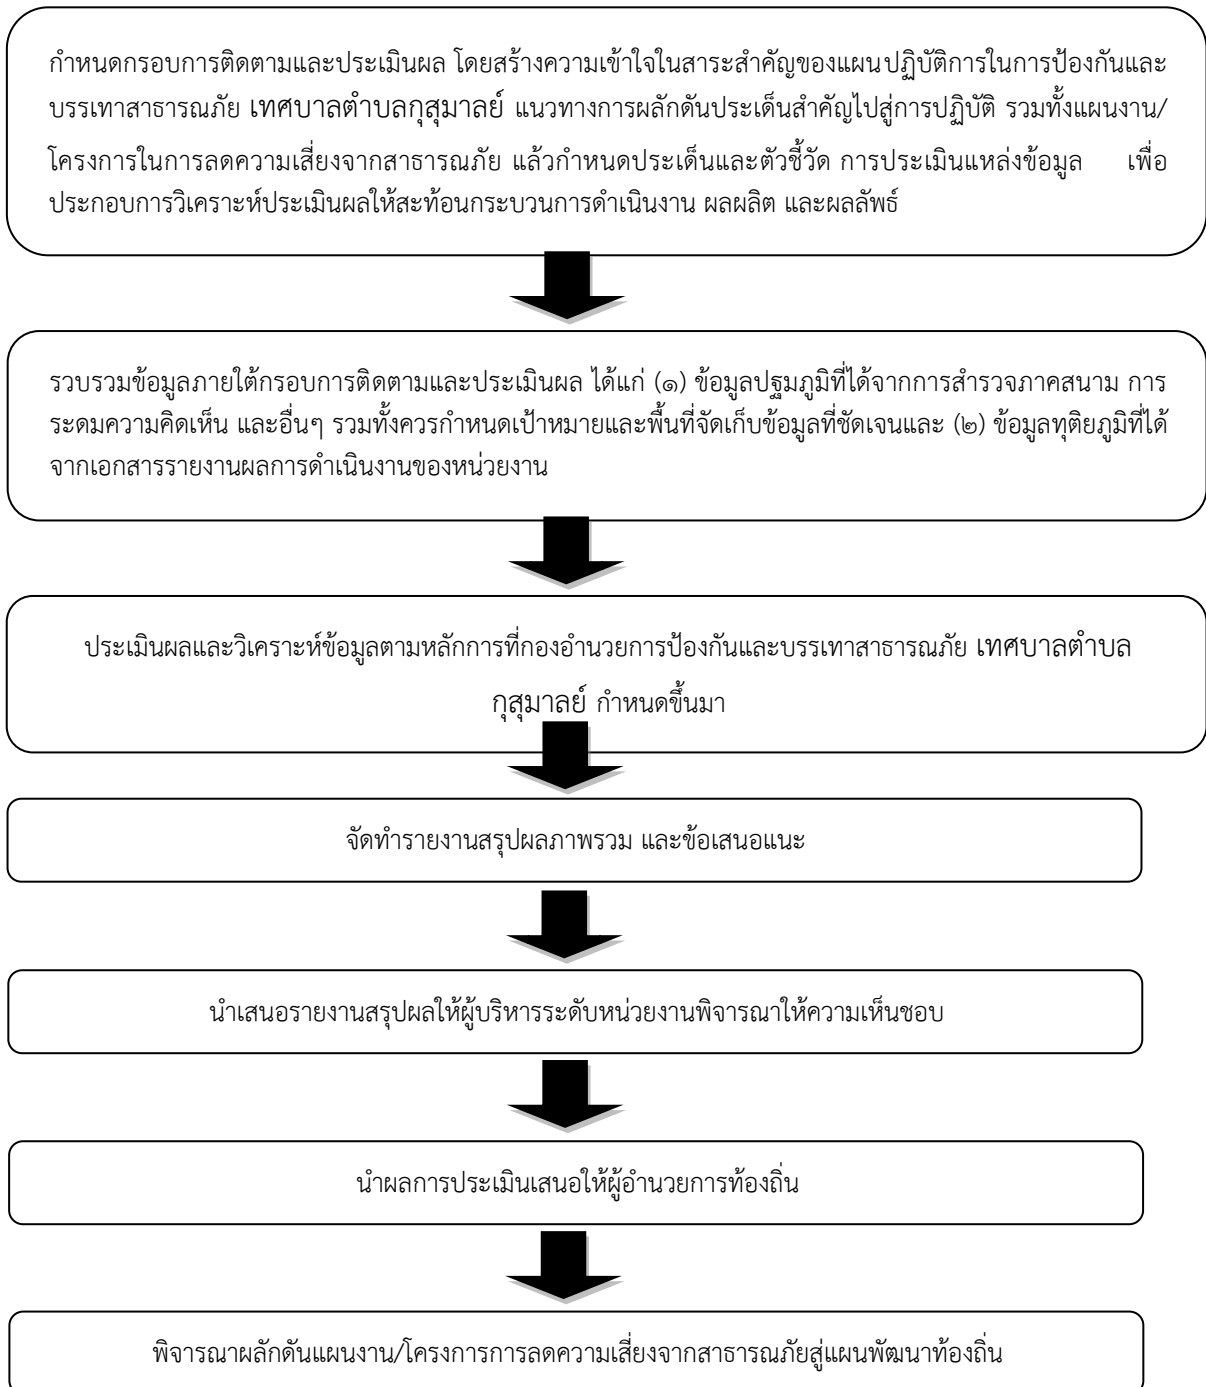 กำหนดกรอบการติดตามและประเมินผล โดยสร้างความเข้าใจในสาระสำคัญของแผนปฏิบัติการในการป้องกันและ
บรรเทาสาธารณภัย เทศบาลตำบลกุสุมาลย์ แนวทางการผลักดันประเด็นสำคัญไปสู่การปฏิบัติ รวมทั้งแผนงาน/
โครงการในการลดความเสี่ยงจากสาธารณภัย แล้วกำหนดประเด็นและตัวชี้วัด การประเมินแหล่งข้อมูล เพื่อ
ประกอบการวิเคราะห์ประเมินผลให้สะท้อนกระบวนการดำเนินงาน ผลผลิต และผลลัพธ์
รวบรวมข้อมูลภายใต้กรอบการติดตามและประเมินผล ได้แก่ (๑) ข้อมูลปฐมภูมิที่ได้จากการสำรวจภาคสนาม การ
ระดมความคิดเห็น และอื่นๆ รวมทั้งควรกำหนดเป้าหมายและพื้นที่จัดเก็บข้อมูลที่ชัดเจนและ (๒) ข้อมูลทุติยภูมิที่ได้
จากเอกสารรายงานผลการดำเนินงานของหน่วยงาน
ประเมินผลและวิเคราะห์ข้อมูลตามหลักการที่กองอำนวยการป้องกันและบรรเทาสาธารณภัย เทศบาลตำบล
กุสุมาลย์ กำหนดขึ้นมา
จัดทำรายงานสรุปผลภาพรวม และข้อเสนอแนะ
นำเสนอรายงานสรุปผลให้ผู้บริหารระดับหน่วยงานพิจารณาให้ความเห็นชอบ
นำผลการประเมินเสนอให้ผู้อำนวยการท้องถิ่น
พิจารณาผลักดันแผนงาน/โครงการการลดความเสี่ยงจากสาธารณภัยสู่แผนพัฒนาท้องถิ่น